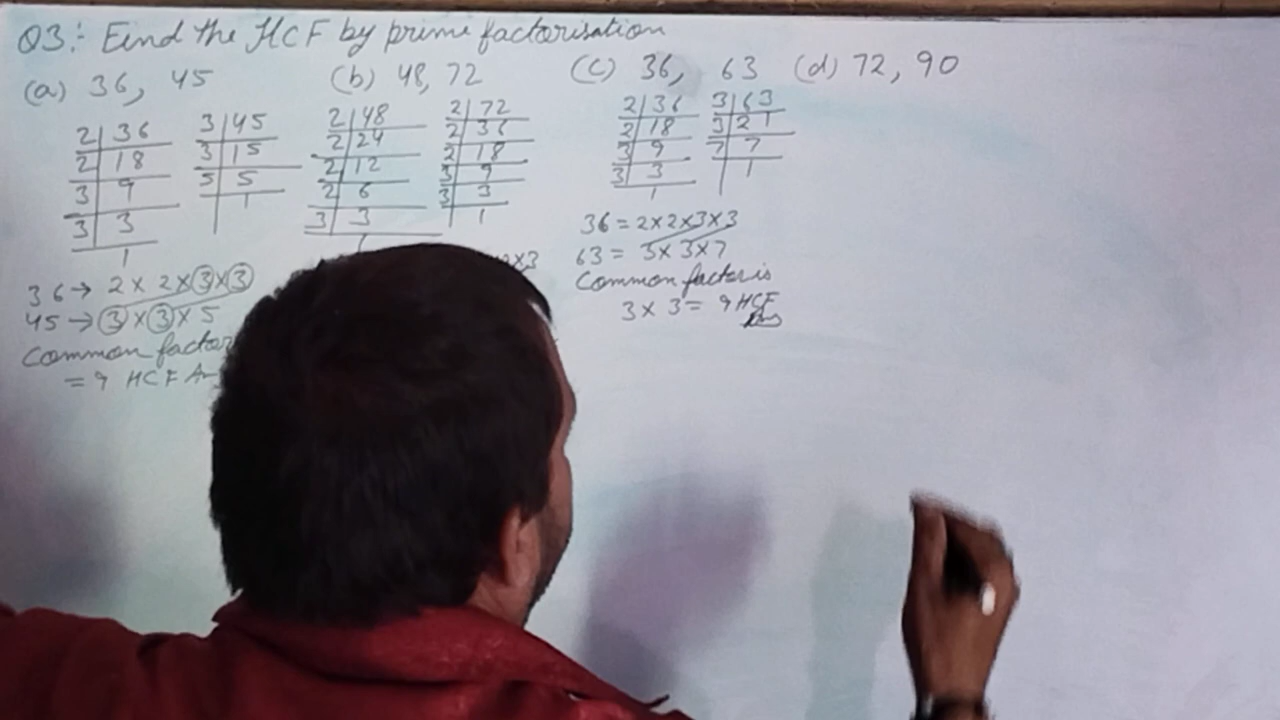 Q3:- Find the HCF by prime factorisation
(a) 36, 45 (b) 48, 72 (C) 36, 63 (d) 72, 90
2 36
2 18
3 9
3 3
1
3 45
3 15
5 5
1
2 48
2 24
2 12
2 6
3 3
1
2 72
2 36
2 18
3 9
3 3
1
2 36
2 18
3 9
3 3
1
3 63
3 21
7 7
1
36 → 2 × 2 × 3 × 3
45 → 3 × 3 × 5
Common factor
= 9 HCF
×3
36 = 2×2×3×3
63 = 3×3×7
Common factor is
3 × 3 = 9 HCF
Ans